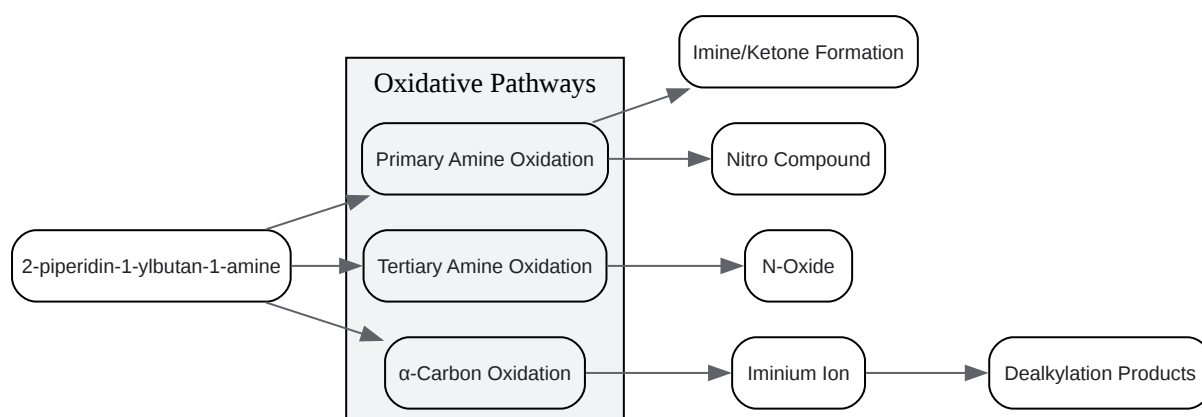 Imine/Ketone Formation
Oxidative Pathways
Primary Amine Oxidation
Nitro Compound
2-piperidin-1-ylbutan-1-amine
Tertiary Amine Oxidation
N-Oxide
α-Carbon Oxidation
Iminium Ion
Dealkylation Products